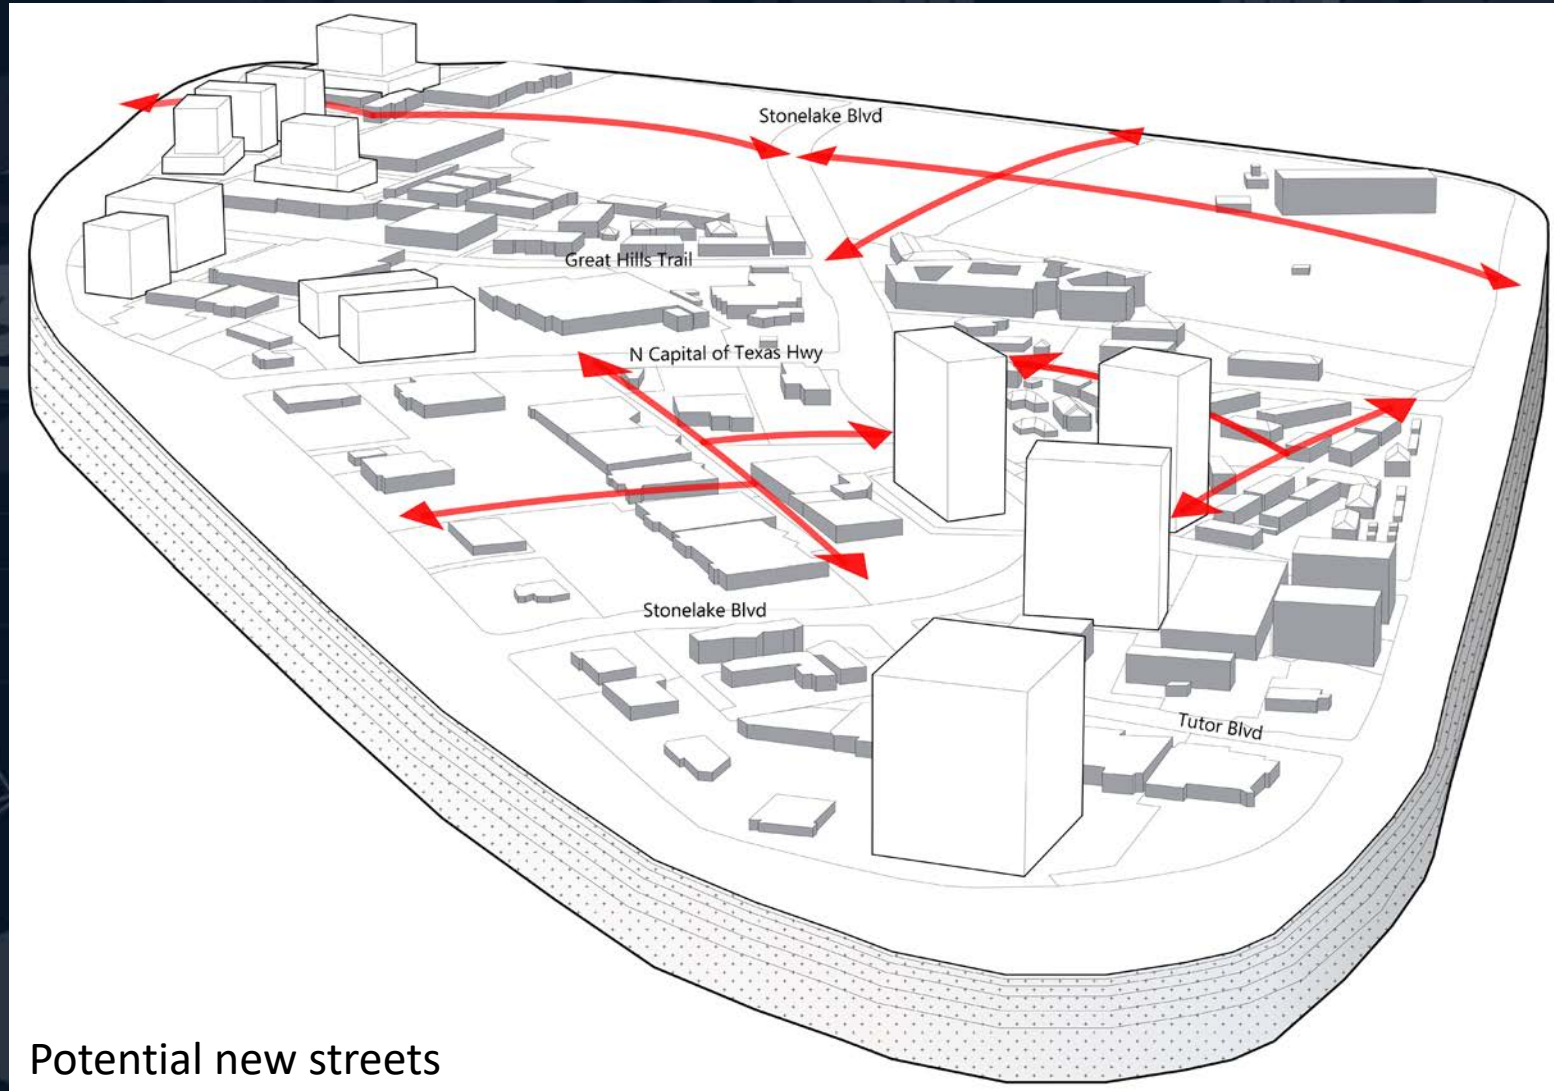 Stonelake Blvd
Great Hills Trail
N Capital of Texas Hwy
Stonelake Blvd
Tutor Blvd
Potential new streets